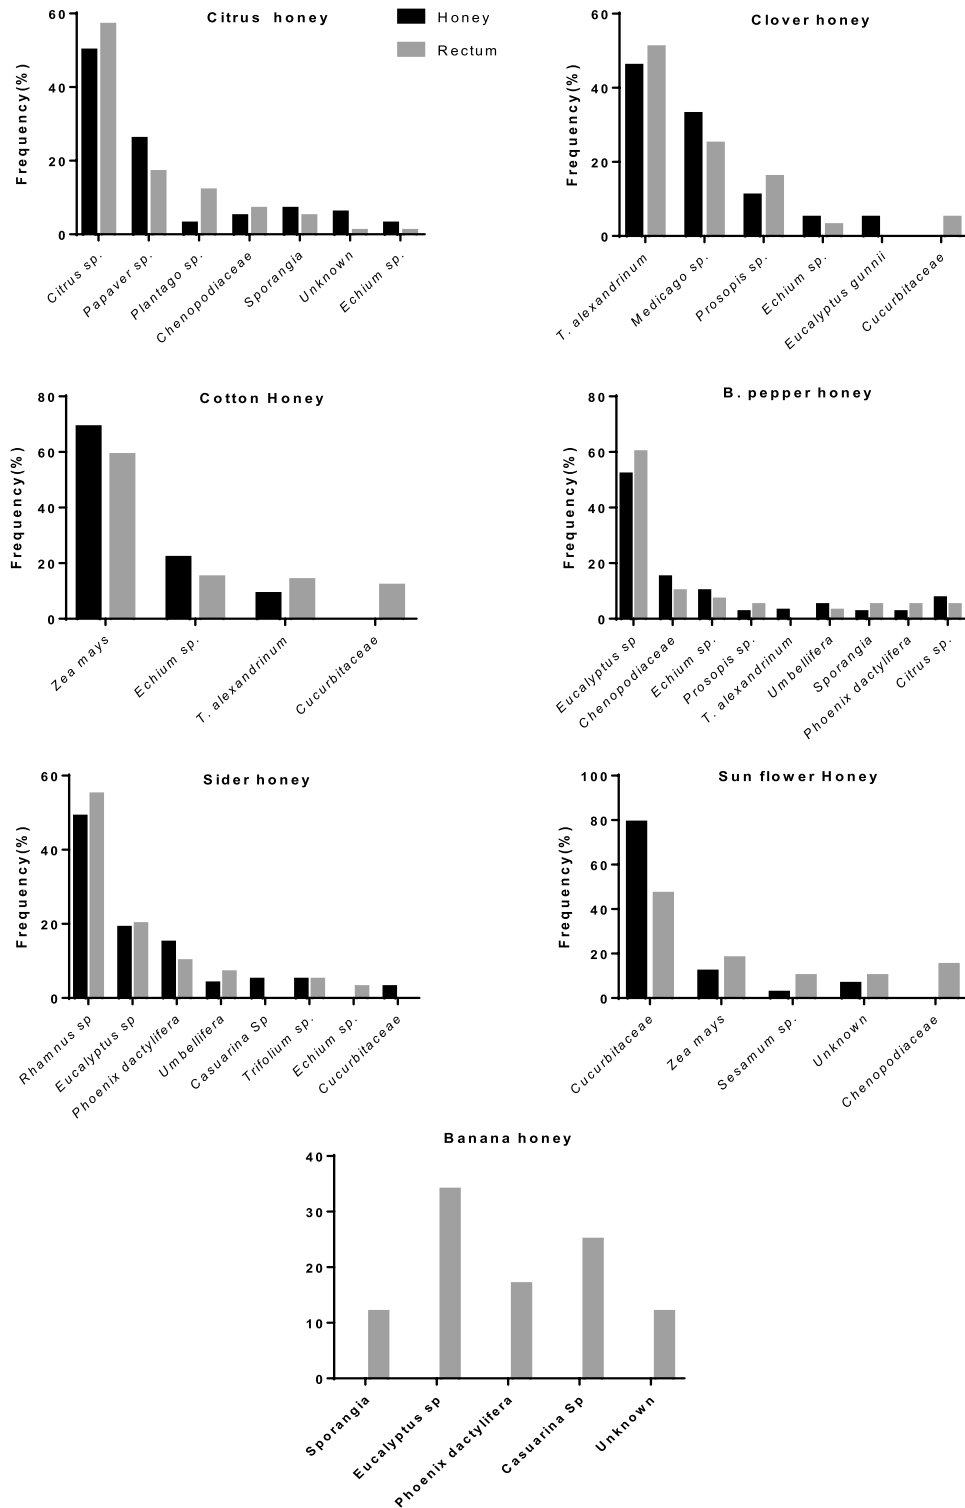 Citrus honey
Honey
Rectum
Frequency(%)
60
40
20
0
Citrus sp.
Papaver sp.
Plantago sp.
Chenopodiaceae
Sporangia
Unknown
Echium sp.
Clover honey
Frequency(%)
60
40
20
0
T. alexandrinum
Medicago sp.
Prosopis sp.
Echium sp.
Eucalyptus gunnii
Cucurbitaceae
Cotton Honey
Frequency(%)
80
60
40
20
0
Zea mays
Echium sp.
T. alexandrinum
Cucurbitaceae
B. pepper honey
Frequency(%)
80
60
40
20
0
Eucalyptus sp
Chenopodiaceae
Echium sp.
Prosopis sp.
T. alexandrinum
Umbellifera
Sporangia
Phoenix dactylifera
Citrus sp.
Sider honey
Frequency(%)
60
40
20
0
Rhamnus sp
Eucalyptus sp
Phoenix dactylifera
Umbellifera
Casuarina Sp
Trifolium sp.
Echium sp.
Cucurbitaceae
Sun flower Honey
Frequency(%)
100
80
60
40
20
0
Cucurbitaceae
Zea mays
Sesamum sp.
Unknown
Chenopodiaceae
Banana honey
40
30
20
10
0
Sporangia
Eucalyptus sp
Phoenix dactylifera
Casuarina Sp
Unknown